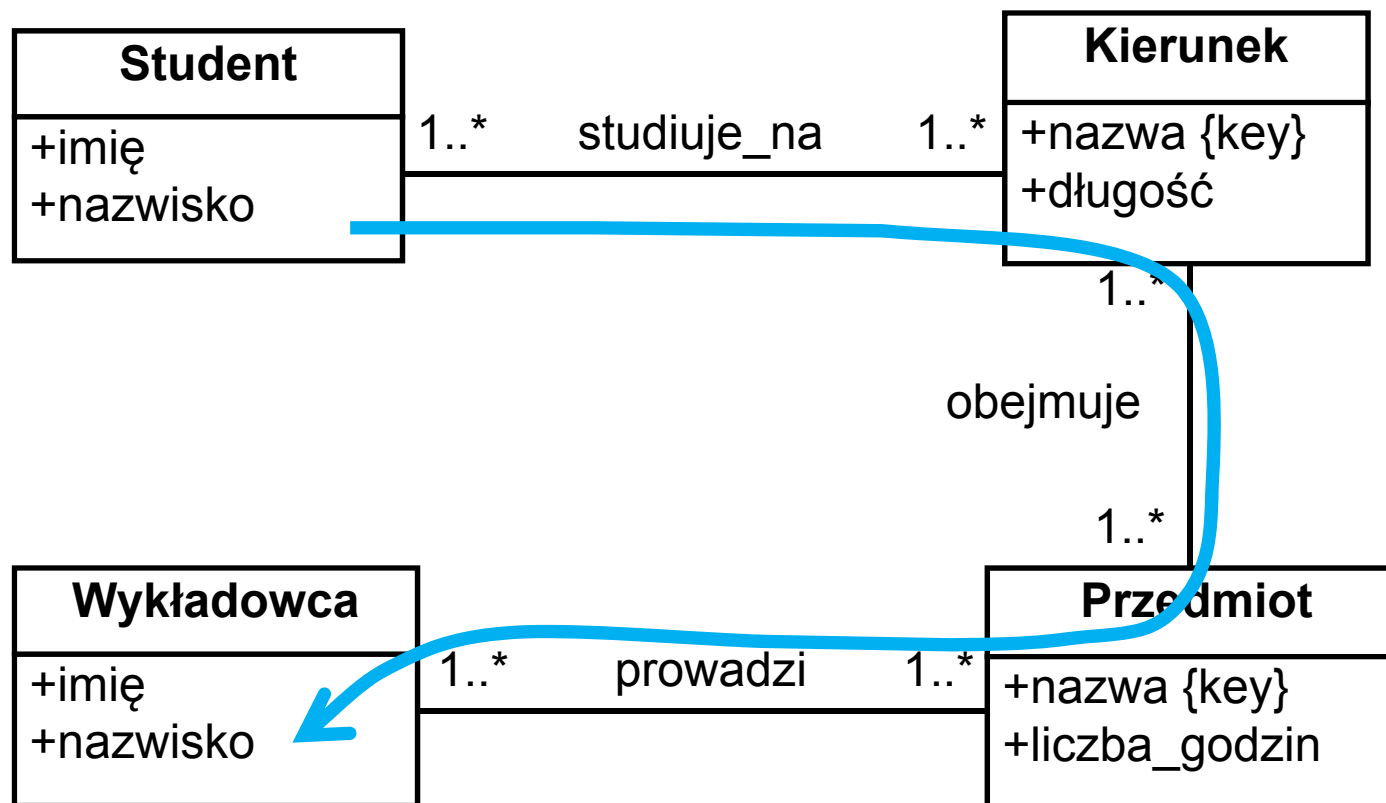 Student
+imię
+nazwisko
1..* studiuje_na 1..*
Kierunek
+nazwa {key}
+długość
1..*
obejmuje
1..*
Wykładowca
+imię
+nazwisko
1..* prowadzi 1..*
Przedmiot
+nazwa {key}
+liczba_godzin